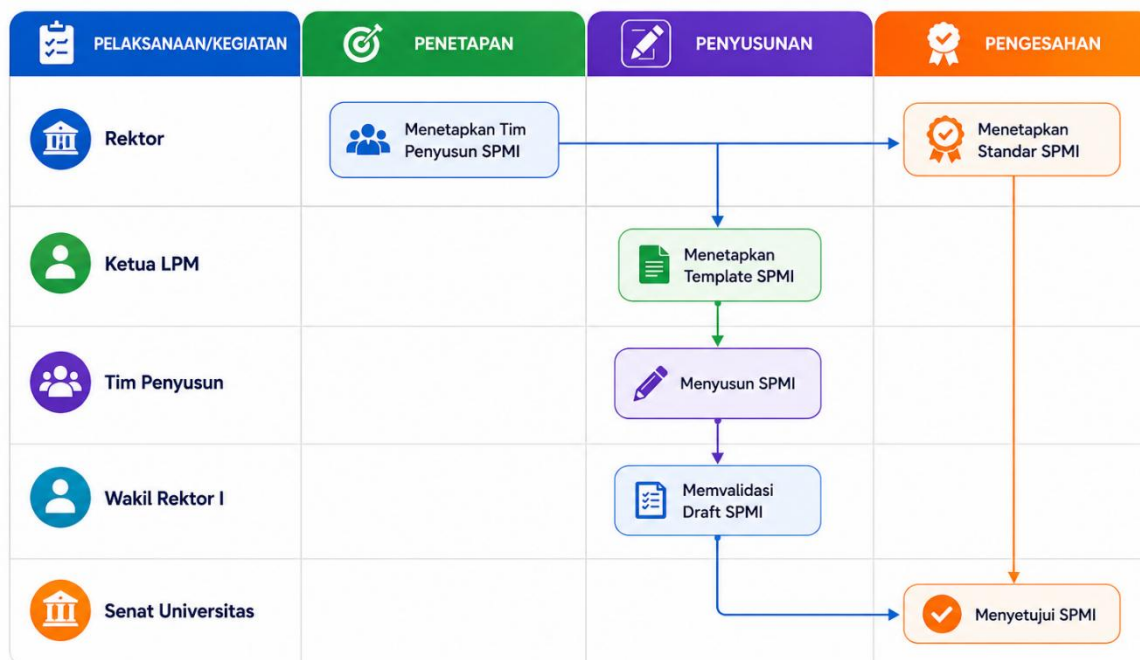 PELAKSANAAN/KEGIATAN
PENETAPAN
PENYUSUNAN
PENGESAHAN
Rektor
Menetapkan Tim
Penyusun SPMI
Menetapkan
Standar SPMI
Ketua LPM
Menetapkan
Template SPMI
Tim Penyusun
Menyusun SPMI
Wakil Rektor I
Memvalidasi
Draft SPMI
Senat Universitas
Menyetujui SPMI